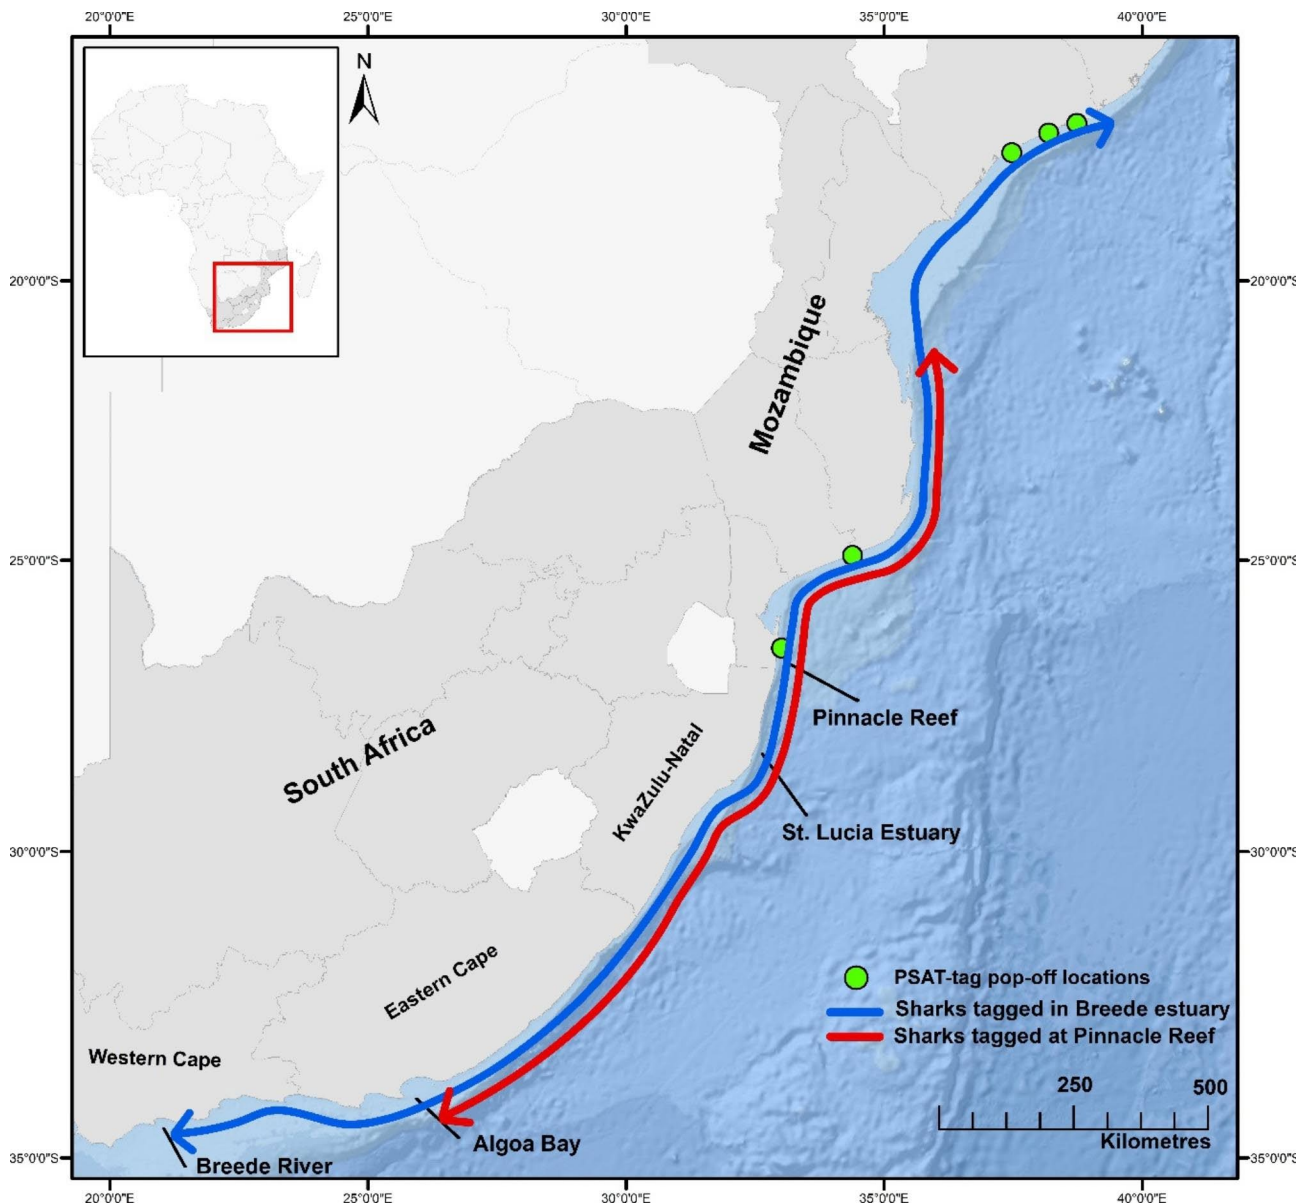 20°0'0"E 25°0'0"E 30°0'0"E 35°0'0"E 40°0'0"E
N
20°0'0"S 20°0'0"S
Mozambique
25°0'0"S 25°0'0"S
Pinnacle Reef
South Africa
KwaZulu-Natal
St. Lucia Estuary
30°0'0"S 30°0'0"S
Eastern Cape
PSAT-tag pop-off locations
Sharks tagged in Breede estuary
Sharks tagged at Pinnacle Reef
Western Cape
250 500
Kilometres
Algoa Bay
Breede River
35°0'0"S 35°0'0"S
20°0'0"E 25°0'0"E 30°0'0"E 35°0'0"E 40°0'0"E